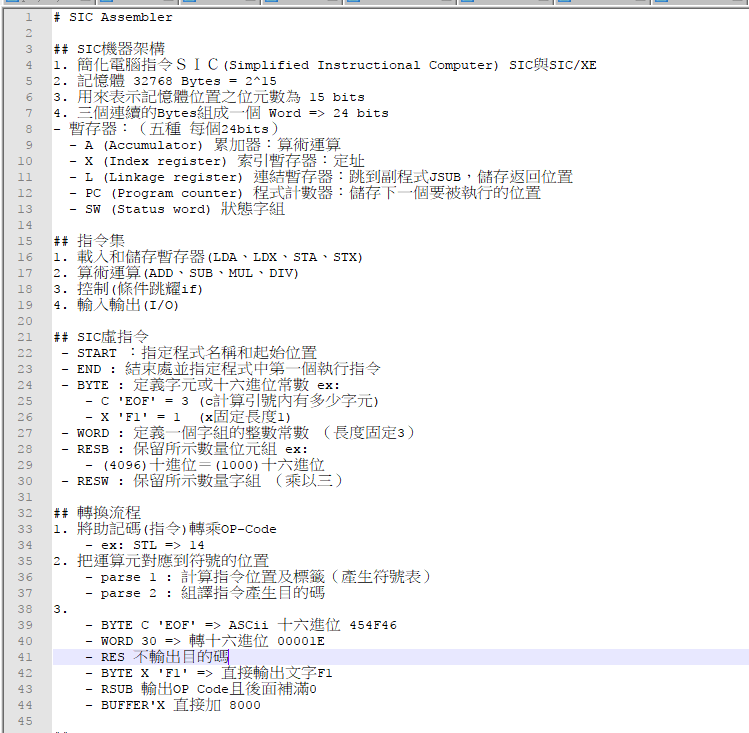 1 # SIC Assembler
2
3 ## SIC機器架構
4 1. 簡化電腦指令ＳＩＣ(Simplified Instructional Computer) SIC與SIC/XE
5 2. 記憶體 32768 Bytes = 2^15
6 3. 用來表示記憶體位置之位元數為 15 bits
7 4. 三個連續的Bytes組成一個 Word => 24 bits
8 - 暫存器：（五種 每個24bits）
9   - A (Accumulator) 累加器：算術運算
10   - X (Index register) 索引暫存器：定址
11   - L (Linkage register) 連結暫存器：跳到副程式JSUB，儲存返回位置
12   - PC (Program counter) 程式計數器：儲存下一個要被執行的位置
13   - SW (Status word) 狀態字組
14
15 ## 指令集
16 1. 載入和儲存暫存器(LDA、LDX、STA、STX)
17 2. 算術運算(ADD、SUB、MUL、DIV)
18 3. 控制(條件跳耀if)
19 4. 輸入輸出(I/O)
20
21 ## SIC虛指令
22  - START ：指定程式名稱和起始位置
23  - END : 結束處並指定程式中第一個執行指令
24  - BYTE : 定義字元或十六進位常數 ex:
25     - C 'EOF' = 3 (c計算引號內有多少字元)
26     - X 'F1' = 1  (x固定長度1)
27  - WORD : 定義一個字組的整數常數 （長度固定3）
28  - RESB : 保留所示數量位元組 ex:
29     - (4096)十進位＝(1000)十六進位
30  - RESW : 保留所示數量字組 （乘以三）
31
32 ## 轉換流程
33 1. 將助記碼(指令)轉乘OP-Code
34     - ex: STL => 14
35 2. 把運算元對應到符號的位置
36     - parse 1 : 計算指令位置及標籤（產生符號表）
37     - parse 2 : 組譯指令產生目的碼
38 3.
39     - BYTE C 'EOF' => ASCii 十六進位 454F46
40     - WORD 30 => 轉十六進位 00001E
41     - RES 不輸出目的碼
42     - BYTE X 'F1' => 直接輸出文字F1
43     - RSUB 輸出OP Code且後面補滿0
44     - BUFFER'X 直接加 8000
45